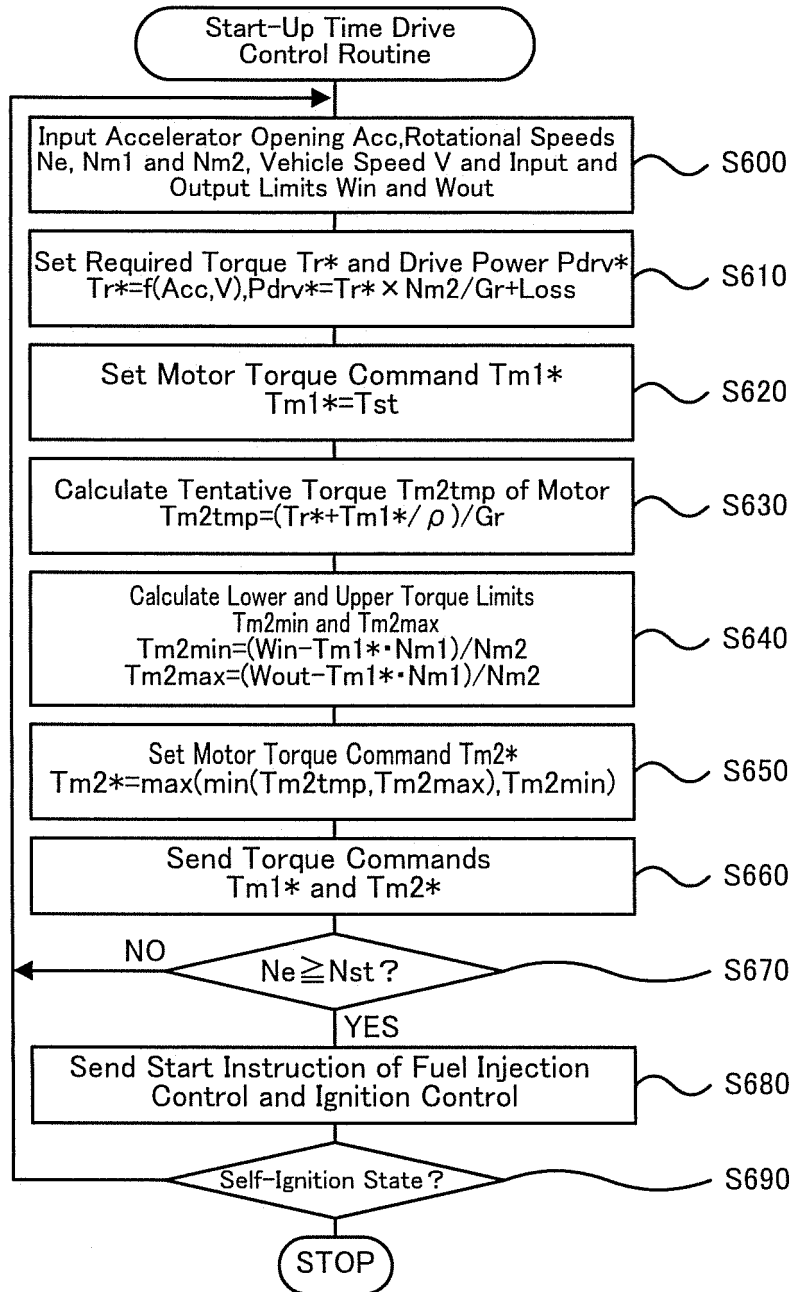 Start-Up Time Drive
Control Routine
Input Accelerator Opening Acc,Rotational Speeds
Ne, Nm1 and Nm2, Vehicle Speed V and Input and
Output Limits Win and Wout
S600
Set Required Torque Tr* and Drive Power Pdrv*
Tr*=f(Acc,V),Pdrv*=Tr*×Nm2/Gr+Loss
S610
Set Motor Torque Command Tm1*
Tm1*=Tst
S620
Calculate Tentative Torque Tm2tmp of Motor
Tm2tmp=(Tr*+Tm1*/ρ)/Gr
S630
Calculate Lower and Upper Torque Limits
Tm2min and Tm2max
Tm2min=(Win-Tm1*・Nm1)/Nm2
Tm2max=(Wout-Tm1*・Nm1)/Nm2
S640
Set Motor Torque Command Tm2*
Tm2*=max(min(Tm2tmp,Tm2max),Tm2min)
S650
Send Torque Commands
Tm1* and Tm2*
S660
NO
Ne≧Nst?
S670
YES
Send Start Instruction of Fuel Injection
Control and Ignition Control
S680
Self-Ignition State?
S690
STOP